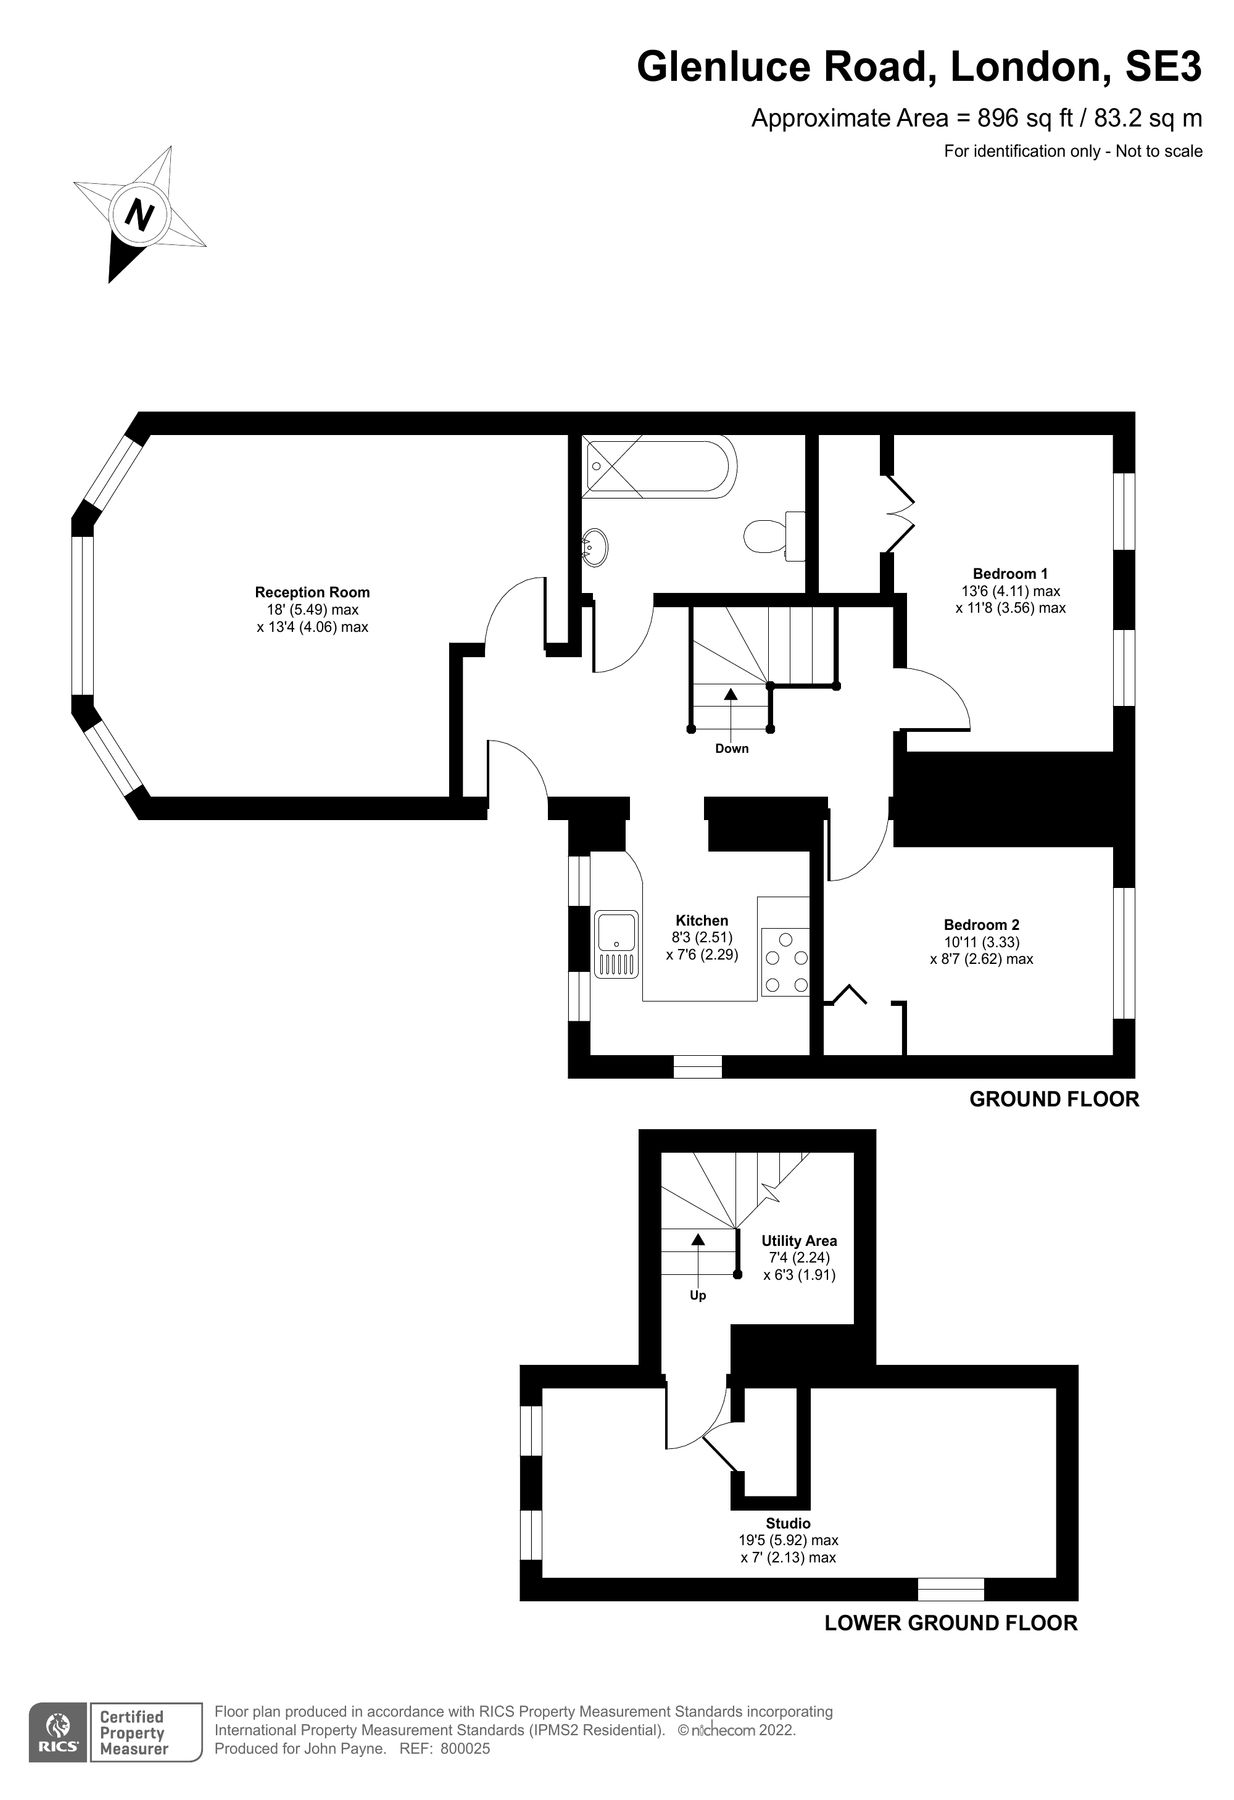 Glenluce Road, London, SE3
Approximate Area = 896 sq ft / 83.2 sq m
For identification only - Not to scale
N
Reception Room
18' (5.49) max
x 13'4 (4.06) max
Bedroom 1
13'6 (4.11) max
x 11'8 (3.56) max
Down
Kitchen
8'3 (2.51)
x 7'6 (2.29)
Bedroom 2
10'11 (3.33)
x 8'7 (2.62) max
GROUND FLOOR
Utility Area
7'4 (2.24)
x 6'3 (1.91)
Up
Studio
19'5 (5.92) max
x 7' (2.13) max
LOWER GROUND FLOOR
RICS
Certified
Property
Measurer
Floor plan produced in accordance with RICS Property Measurement Standards incorporating
International Property Measurement Standards (IPMS2 Residential). © nichecom 2022.
Produced for John Payne. REF: 800025